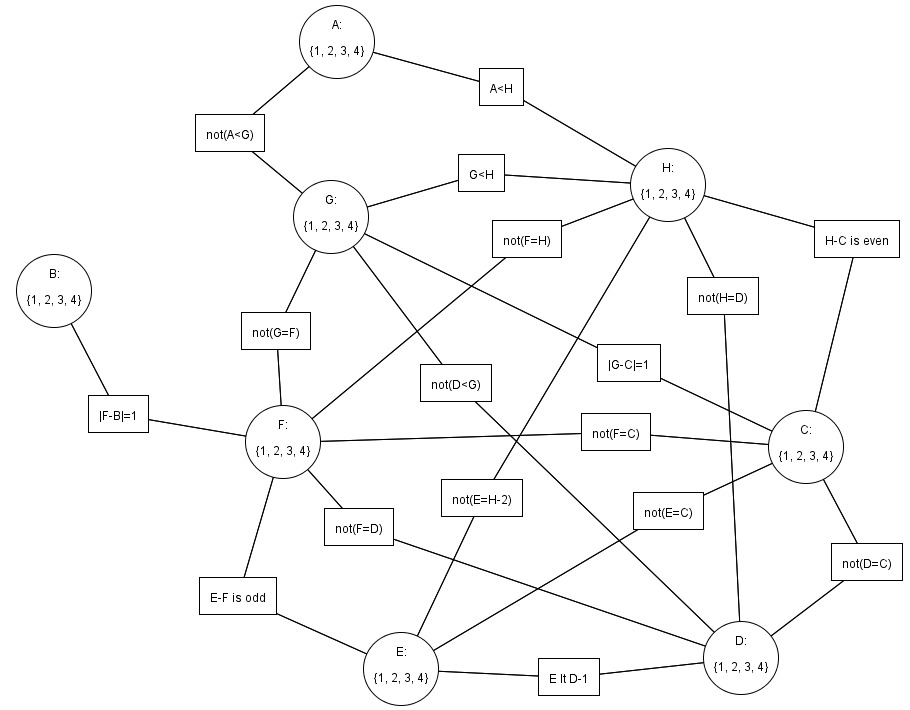 A:
{1, 2, 3, 4}
A<H
not(A<G)
H:
{1, 2, 3, 4}
G<H
G:
{1, 2, 3, 4}
not(F=H)
H-C is even
B:
{1, 2, 3, 4}
not(H=D)
not(G=F)
|G-C|=1
not(D<G)
|F-B|=1
F:
{1, 2, 3, 4}
not(F=C)
C:
{1, 2, 3, 4}
not(E=H-2)
not(E=C)
not(F=D)
not(D=C)
E-F is odd
E:
{1, 2, 3, 4}
E lt D-1
D:
{1, 2, 3, 4}